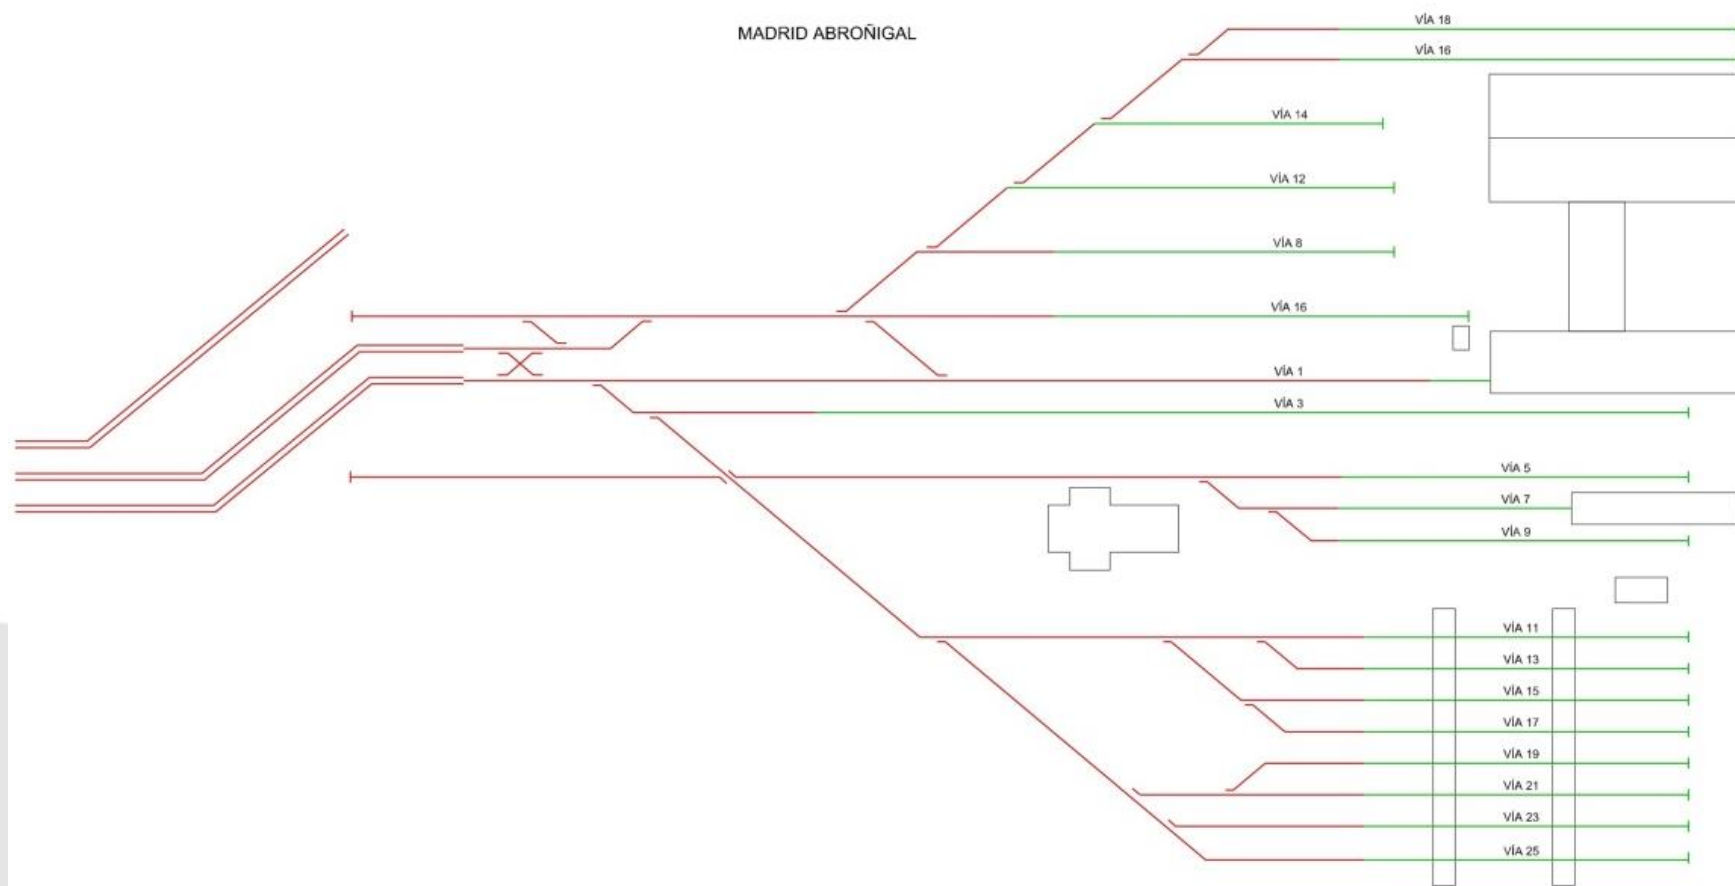 MADRID ABROÑIGAL
VÍA 18
VÍA 16
VÍA 14
VÍA 12
VÍA 8
VÍA 16
VÍA 1
VÍA 3
VÍA 5
VÍA 7
VÍA 9
VÍA 11
VÍA 13
VÍA 15
VÍA 17
VÍA 19
VÍA 21
VÍA 23
VÍA 25